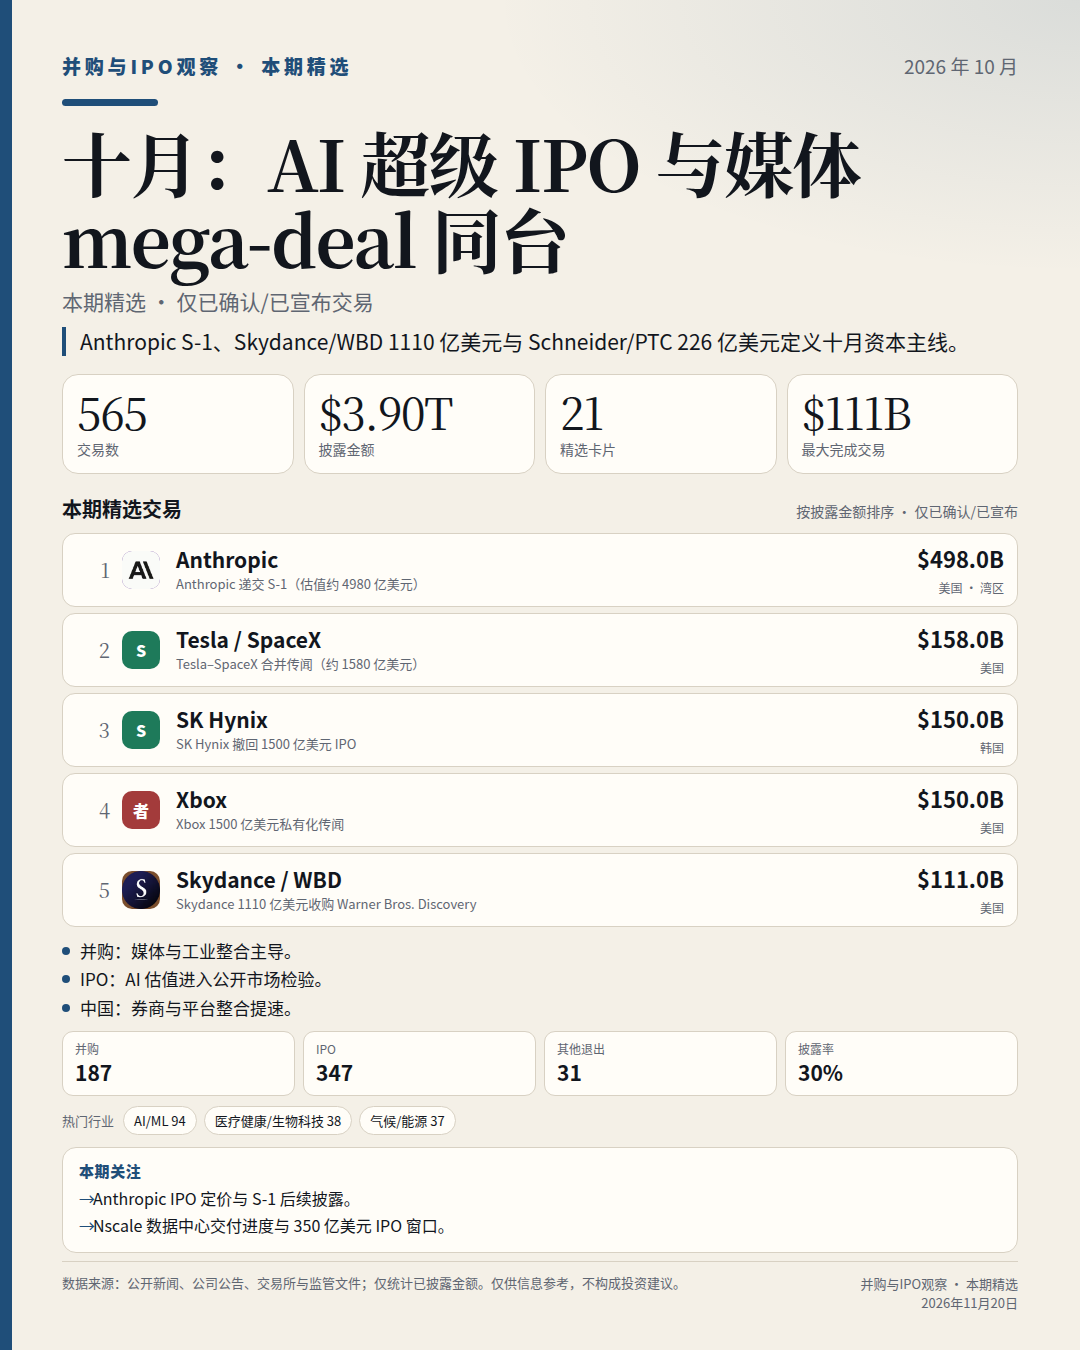 并购与IPO观察 · 本期精选
2026 年 10 月
十月：AI 超级 IPO 与媒体
mega-deal 同台
本期精选 · 仅已确认/已宣布交易
Anthropic S-1、Skydance/WBD 1110 亿美元与 Schneider/PTC 226 亿美元定义十月资本主线。
565
交易数
$3.90T
披露金额
21
精选卡片
$111B
最大完成交易
本期精选交易
按披露金额排序 · 仅已确认/已宣布
1
Anthropic
Anthropic 递交 S-1（估值约 4980 亿美元）
$498.0B
美国 · 湾区
2
S
Tesla / SpaceX
Tesla–SpaceX 合并传闻（约 1580 亿美元）
$158.0B
美国
3
S
SK Hynix
SK Hynix 撤回 1500 亿美元 IPO
$150.0B
韩国
4
者
Xbox
Xbox 1500 亿美元私有化传闻
$150.0B
美国
5
S
Skydance / WBD
Skydance 1110 亿美元收购 Warner Bros. Discovery
$111.0B
美国
并购：媒体与工业整合主导。
IPO：AI 估值进入公开市场检验。
中国：券商与平台整合提速。
并购
187
IPO
347
其他退出
31
披露率
30%
热门行业
AI/ML 94
医疗健康/生物科技 38
气候/能源 37
本期关注
→Anthropic IPO 定价与 S-1 后续披露。
→Nscale 数据中心交付进度与 350 亿美元 IPO 窗口。
数据来源：公开新闻、公司公告、交易所与监管文件；仅统计已披露金额。仅供信息参考，不构成投资建议。
并购与IPO观察 · 本期精选
2026年11月20日